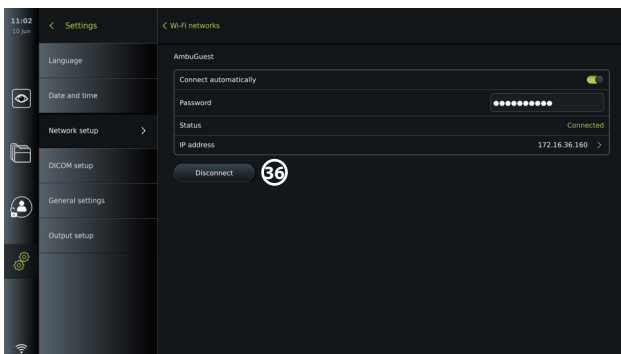 11:02
10 Jun
Settings
Wi-Fi networks
Language
Date and time
Network setup
DICOM setup
General settings
Output setup
AmbuGuest
Connect automatically
Password
●●●●●●●●●●
Status
Connected
IP address
172.16.36.160
Disconnect
36